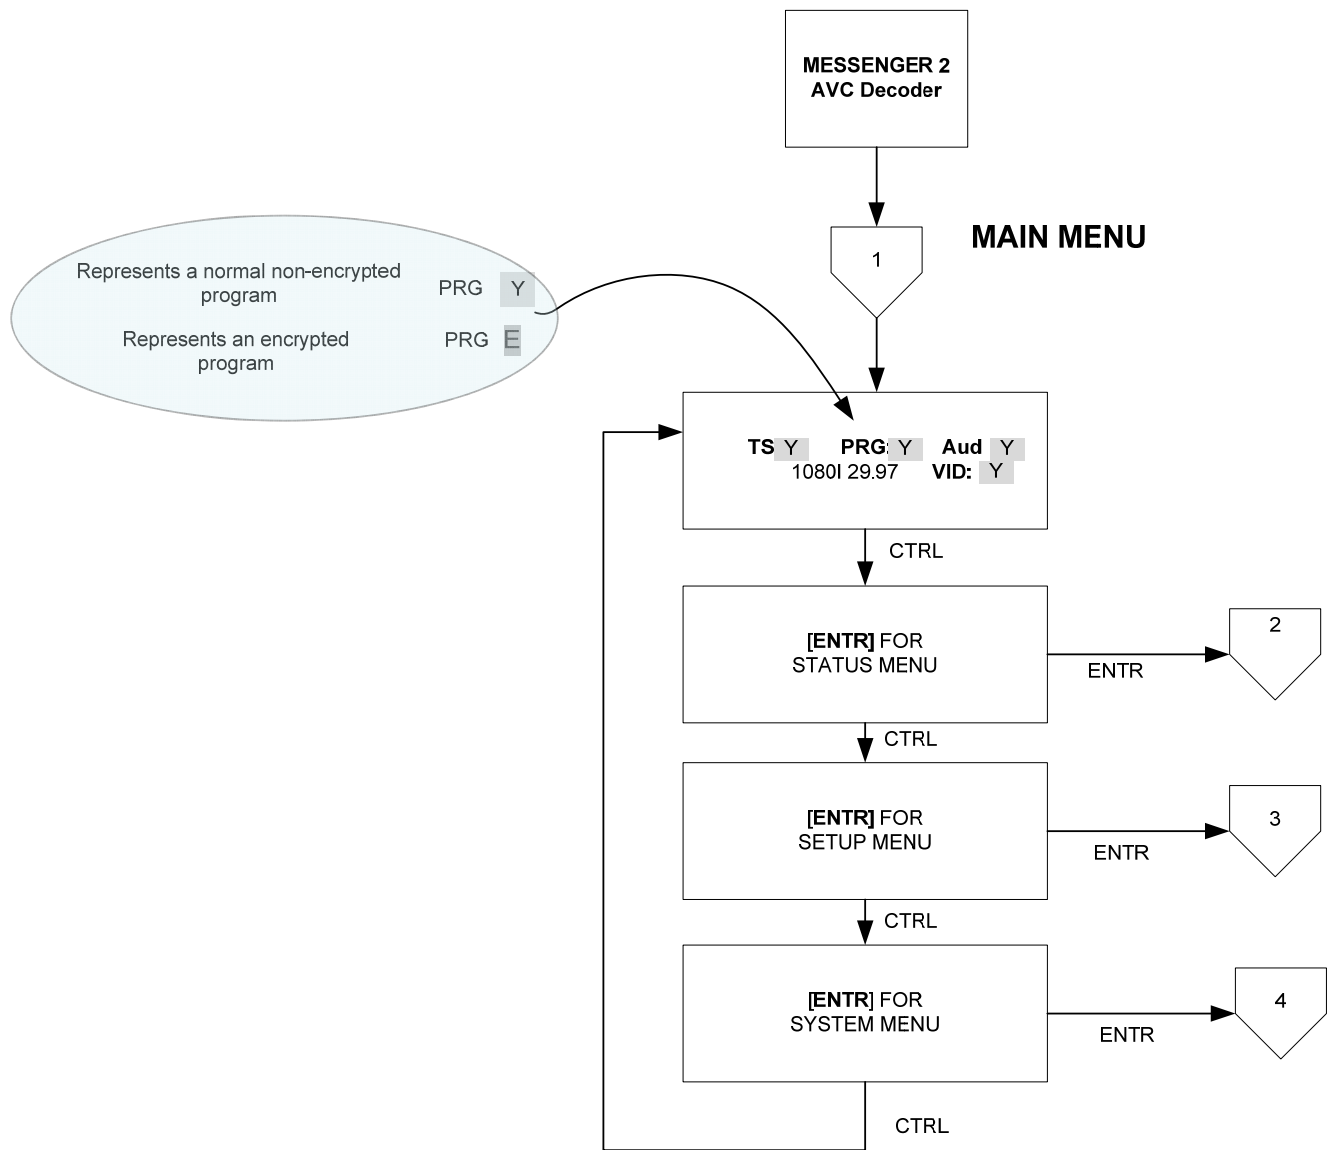 MESSENGER 2
AVC Decoder
1
MAIN MENU
Represents a normal non-encrypted
program
PRG Y
Represents an encrypted
program
PRG E
TS Y PRG: Y Aud Y
1080I 29.97 VID: Y
CTRL
[ENTR] FOR
STATUS MENU
ENTR
2
CTRL
[ENTR] FOR
SETUP MENU
ENTR
3
CTRL
[ENTR] FOR
SYSTEM MENU
ENTR
4
CTRL